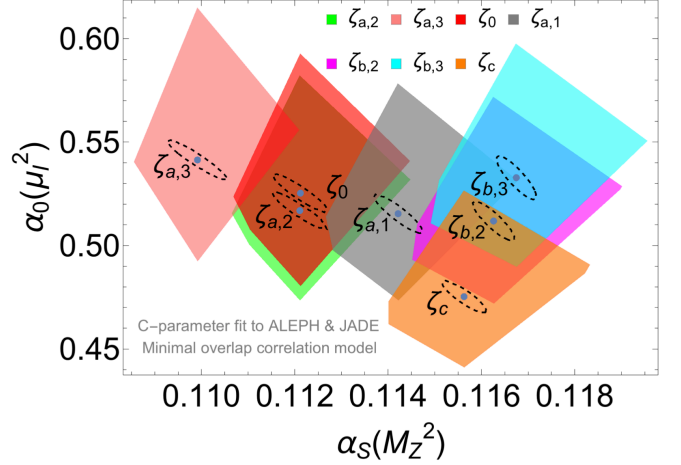 ζa,2 ζa,3 ζ0 ζa,1
ζb,2 ζb,3 ζc
0.60
0.55
0.50
0.45
α0(μI²)
ζa,3
ζ0
ζa,2
ζa,1
ζb,3
ζb,2
ζc
C−parameter fit to ALEPH & JADE
Minimal overlap correlation model
0.110 0.112 0.114 0.116 0.118
αS(MZ²)